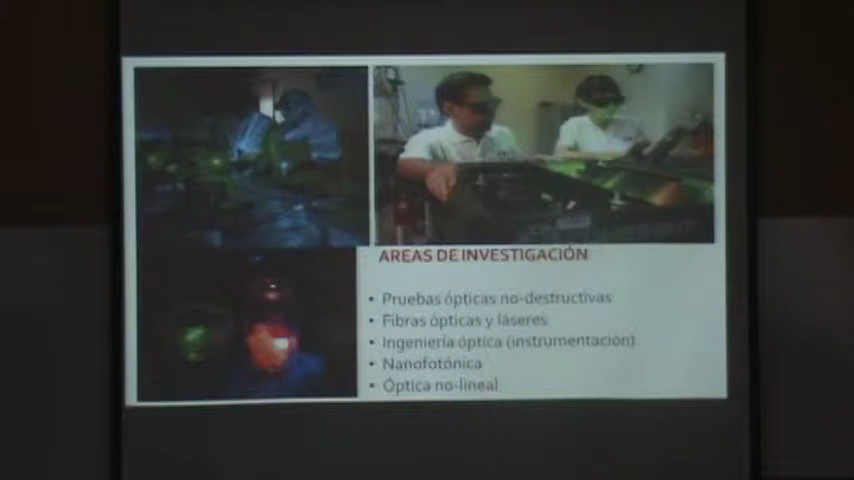 AREAS DE INVESTIGACIÓN
• Pruebas ópticas no-destructivas
• Fibras ópticas y láseres
• Ingeniería óptica (instrumentación)
• Nanofotónica
• Óptica no-lineal